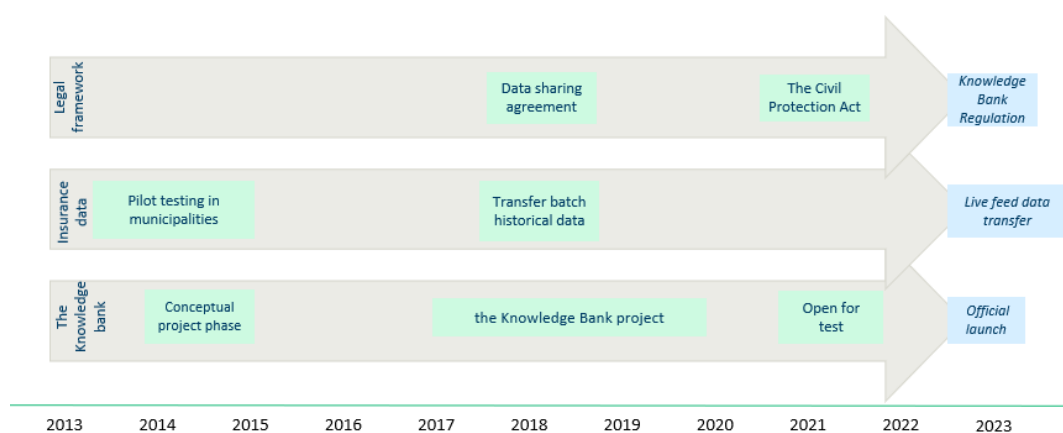 Legal
framework
Data sharing
agreement
The Civil
Protection Act
Knowledge
Bank
Regulation
Insurance
data
Pilot testing in
municipalities
Transfer batch
historical data
Live feed data
transfer
The
Knowledge
bank
Conceptual
project phase
the Knowledge Bank project
Open for
test
Official
launch
2013 2014 2015 2016 2017 2018 2019 2020 2021 2022 2023